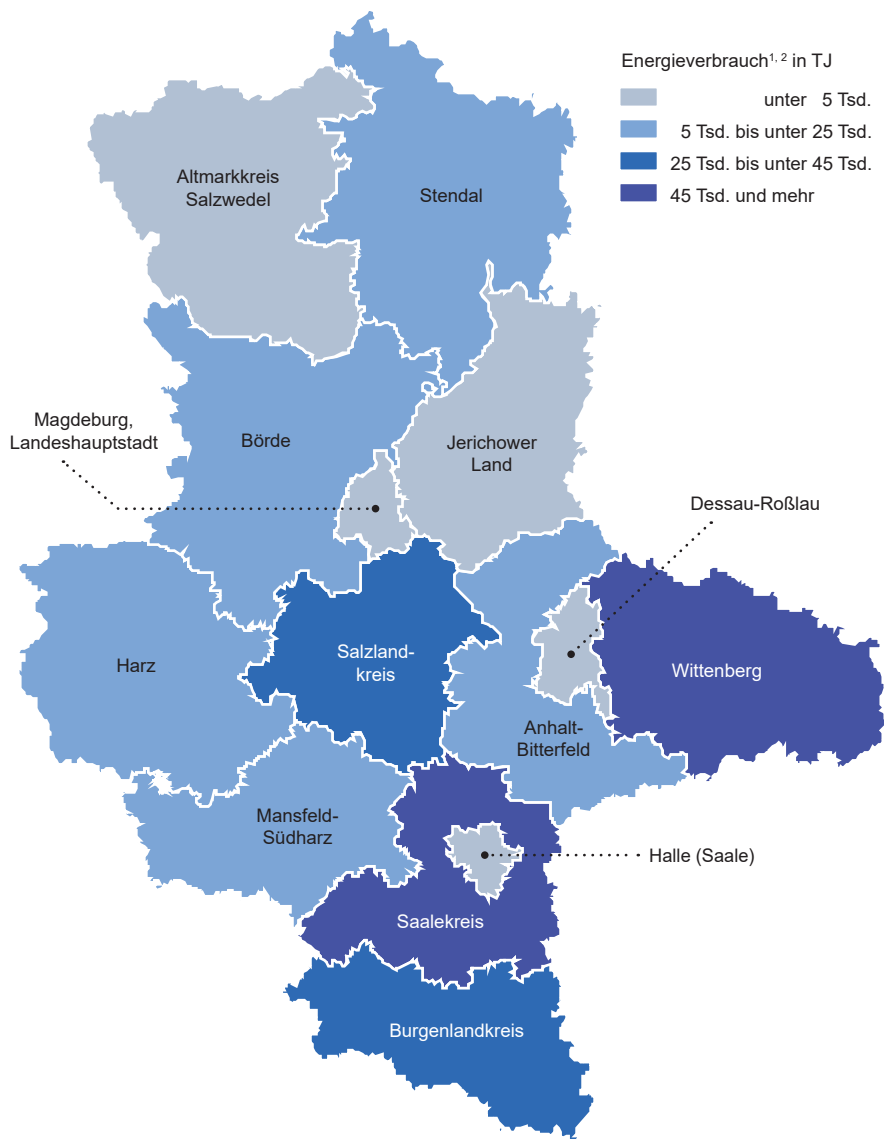 Energieverbrauch¹,² in TJ
unter 5 Tsd.
5 Tsd. bis unter 25 Tsd.
25 Tsd. bis unter 45 Tsd.
45 Tsd. und mehr
Altmarkkreis
Salzwedel
Stendal
Magdeburg,
Landeshauptstadt
Börde
Jerichower
Land
Dessau-Roßlau
Harz
Salzland-
kreis
Wittenberg
Anhalt-
Bitterfeld
Mansfeld-
Südharz
Halle (Saale)
Saalekreis
Burgenlandkreis